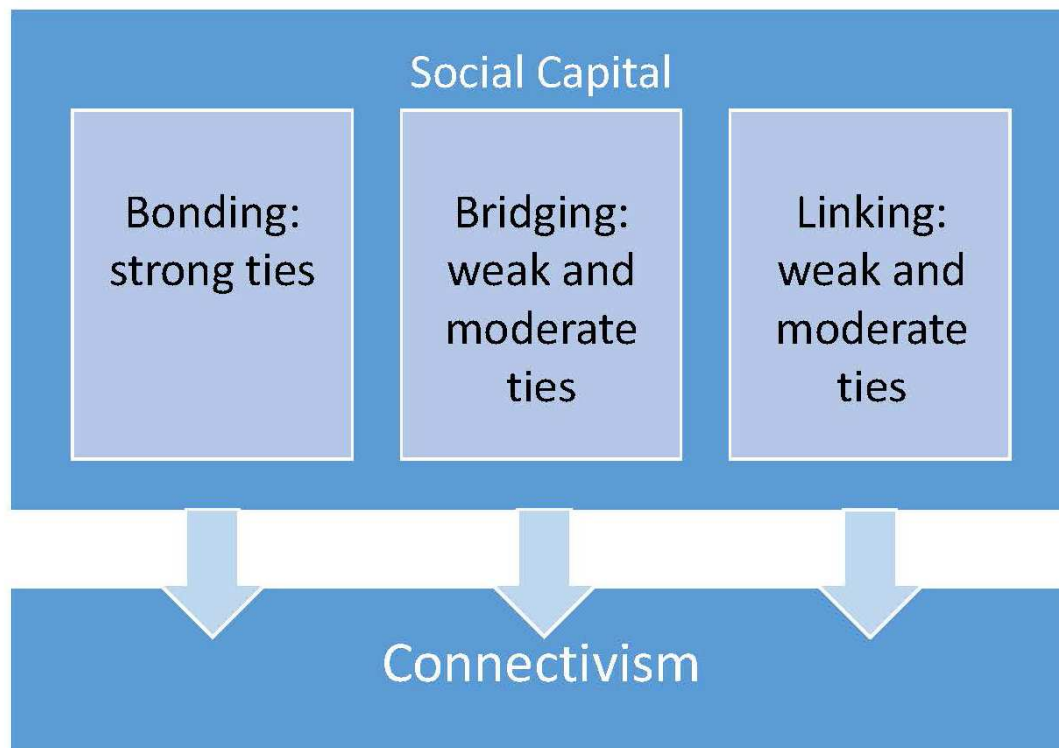 Social Capital
Bonding:
strong ties
Bridging:
weak and
moderate
ties
Linking:
weak and
moderate
ties
Connectivism